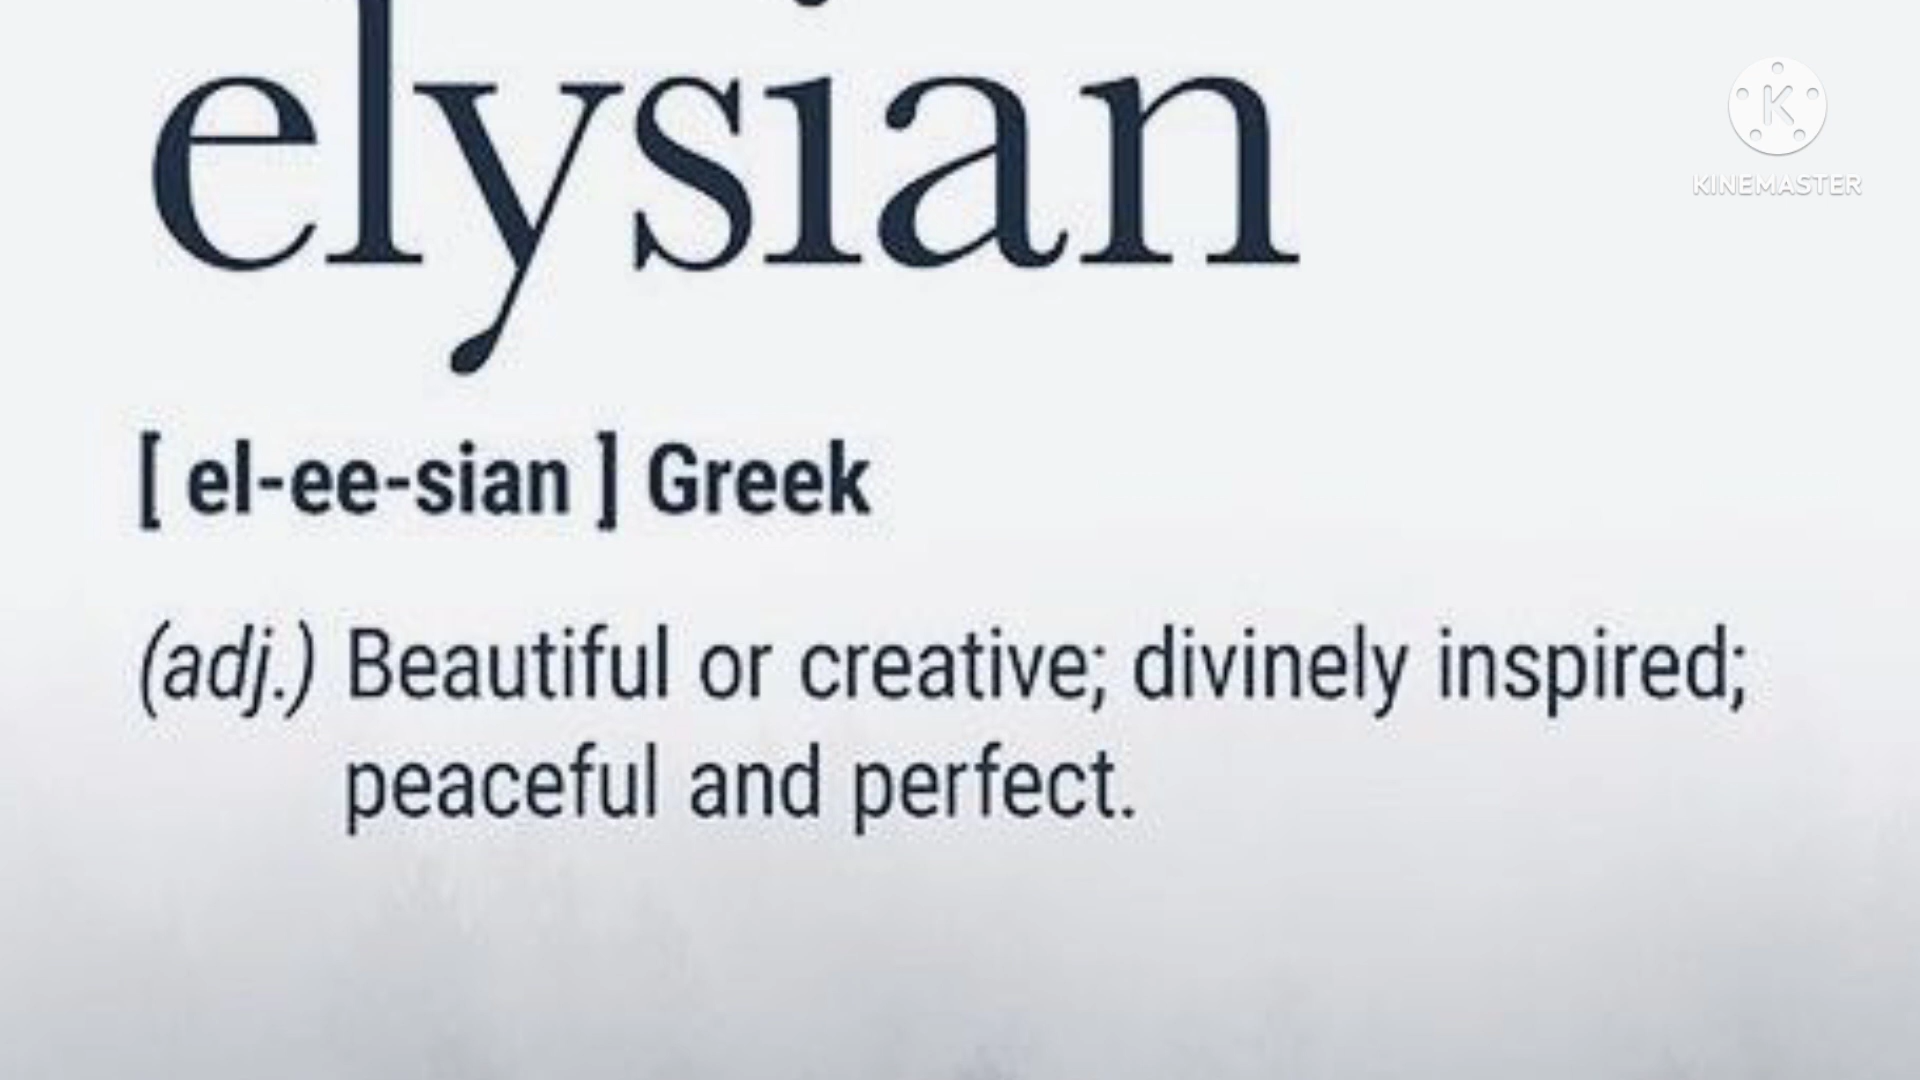 elysian
K
KINEMASTER
[ el-ee-sian ] Greek
(adj.) Beautiful or creative; divinely inspired;
peaceful and perfect.